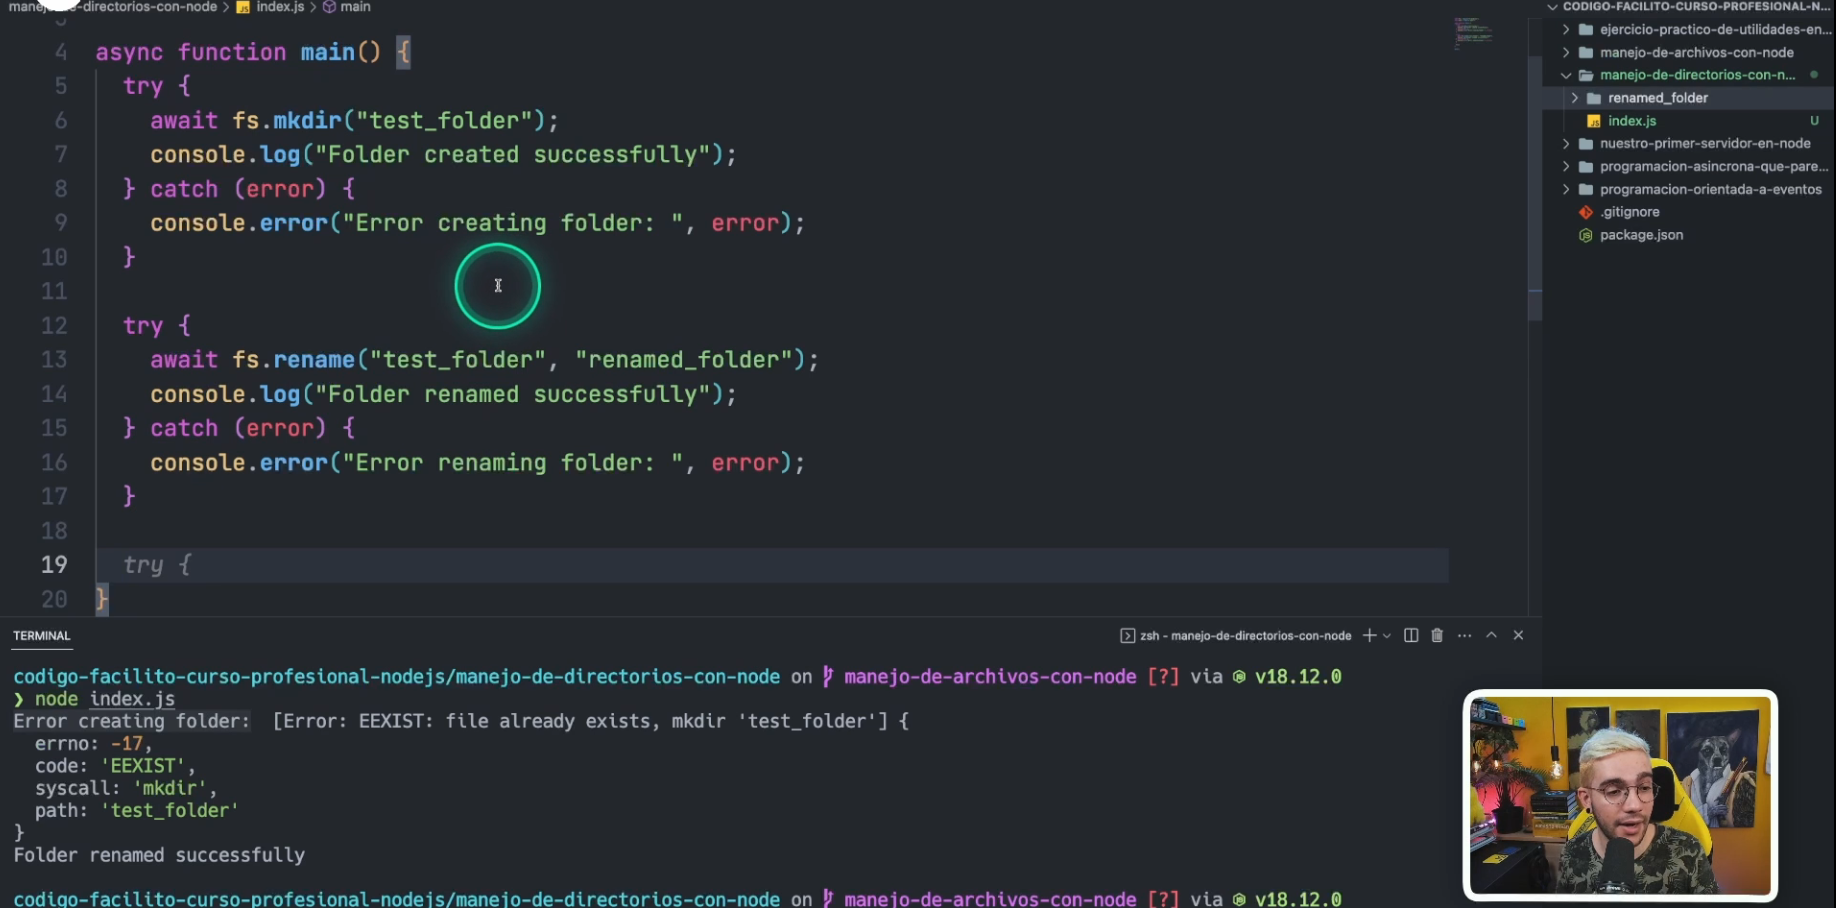 manejo-de-directorios-con-node > index.js > main
3
4 async function main() {
5 try {
6 await fs.mkdir("test_folder");
7 console.log("Folder created successfully");
8 } catch (error) {
9 console.error("Error creating folder: ", error);
10 }
11
12 try {
13 await fs.rename("test_folder", "renamed_folder");
14 console.log("Folder renamed successfully");
15 } catch (error) {
16 console.error("Error renaming folder: ", error);
17 }
18
19 try {
20 }
CODIGO-FACILITO-CURSO-PROFESIONAL-N...
ejercicio-practico-de-utilidades-en...
manejo-de-archivos-con-node
manejo-de-directorios-con-n...
renamed_folder
index.js U
nuestro-primer-servidor-en-node
programacion-asincrona-que-pare...
programacion-orientada-a-eventos
.gitignore
package.json
TERMINAL
zsh - manejo-de-directorios-con-node
codigo-facilito-curso-profesional-nodejs/manejo-de-directorios-con-node on manejo-de-archivos-con-node [?] via v18.12.0
❯ node index.js
Error creating folder:  [Error: EEXIST: file already exists, mkdir 'test_folder'] {
errno: -17,
code: 'EEXIST',
syscall: 'mkdir',
path: 'test_folder'
}
Folder renamed successfully
codigo-facilito-curso-profesional-nodejs/manejo-de-directorios-con-node on manejo-de-archivos-con-node [?] via v18.12.0